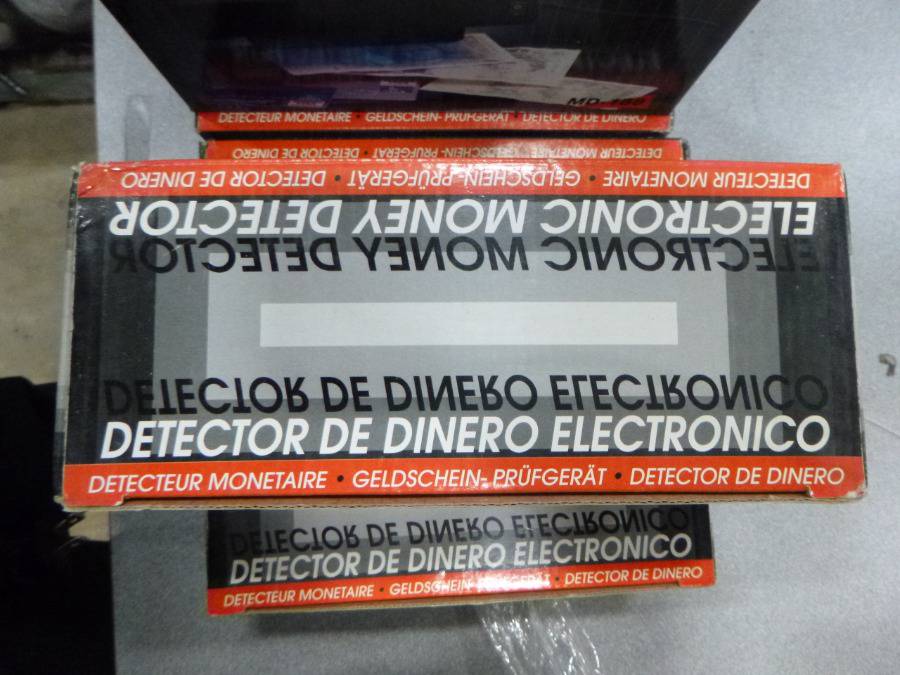 DETECTEUR MONETAIRE • GELDSCHEIN- PRÜFGERÄT • DETECTOR DE DINERO
DETECTEUR MONETAIRE • GELDSCHEIN- PRÜFGERÄT • DETECTOR DE DINERO
DETECTEUR MONETAIRE • GELDSCHEIN- PRÜFGERÄT • DETECTOR DE DINERO
ELECTRONIC MONEY DETECTOR
ELECTRONIC MONEY DETECTOR
DETECTOR DE DINERO ELECTRONICO
DETECTOR DE DINERO ELECTRONICO
DETECTEUR MONETAIRE • GELDSCHEIN- PRÜFGERÄT • DETECTOR DE DINERO
DETECTOR DE DINERO ELECTRONICO
DETECTOR DE DINERO ELECTRONICO
DETECTEUR MONETAIRE • GELDSCHEIN- PRÜFGERÄT • DETECTOR DE DINERO